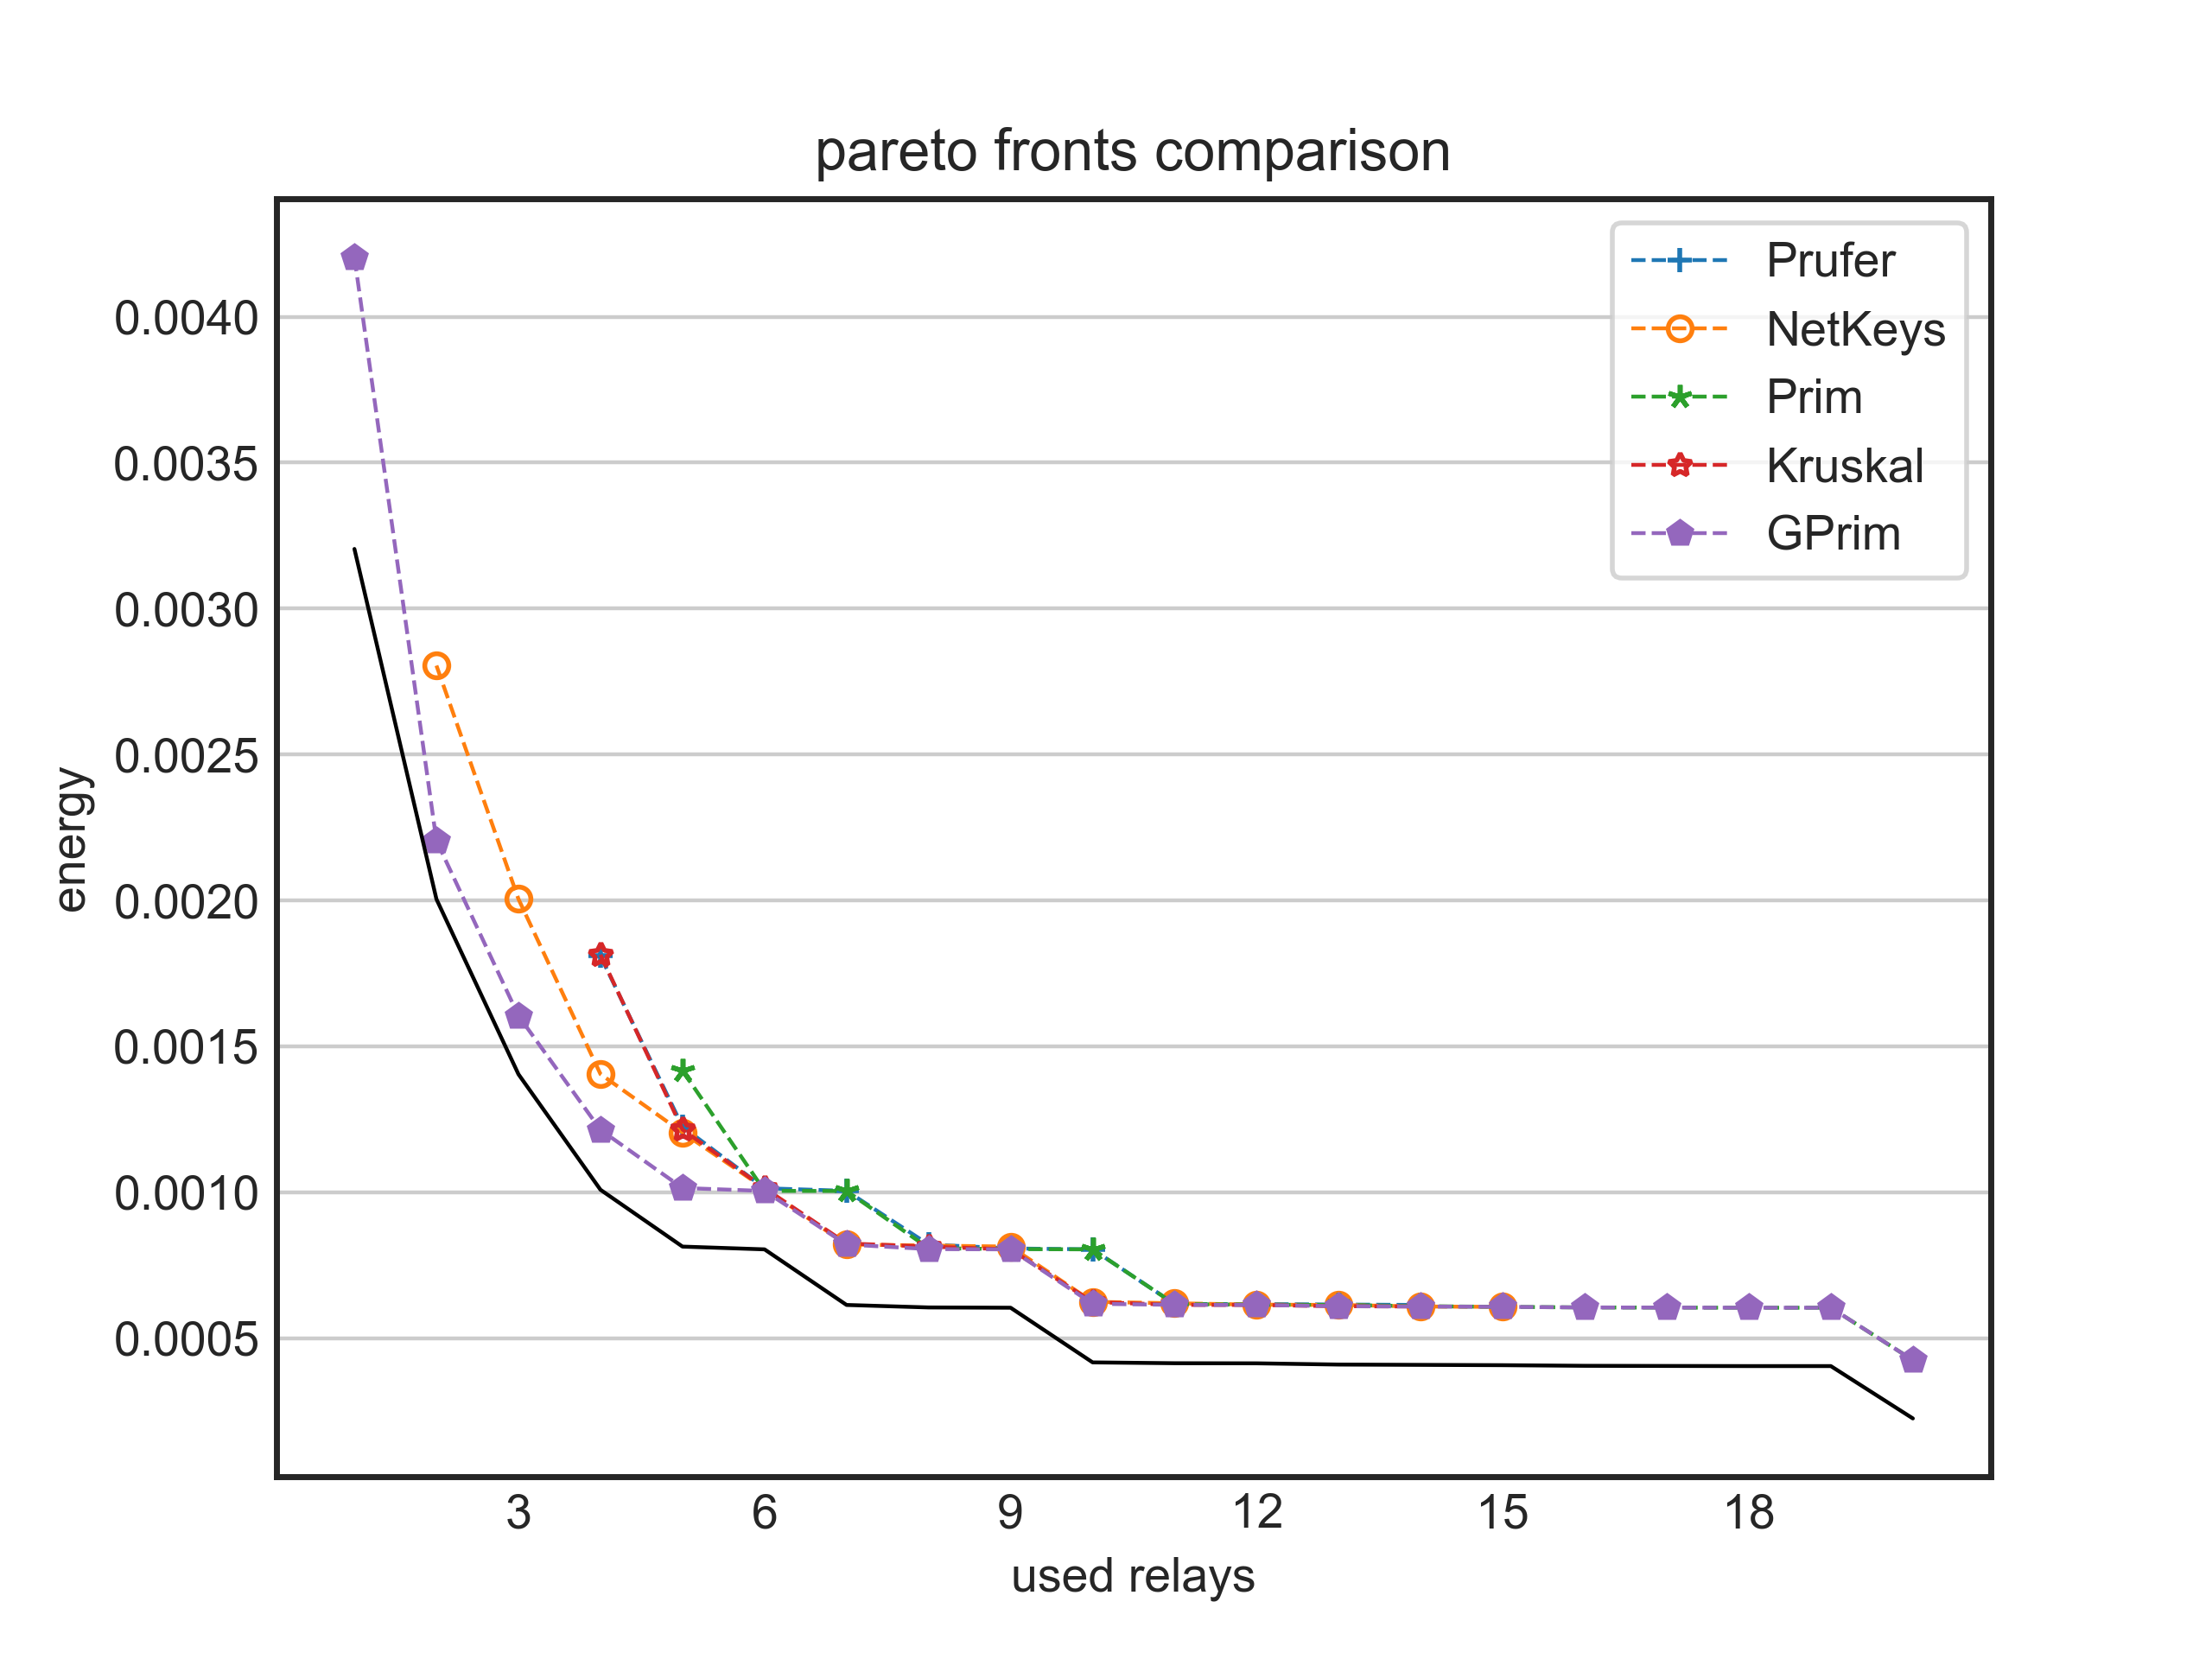 pareto fronts comparison
Prufer
NetKeys
Prim
Kruskal
GPrim
energy
0.0040
0.0035
0.0030
0.0025
0.0020
0.0015
0.0010
0.0005
3 6 9 12 15 18
used relays